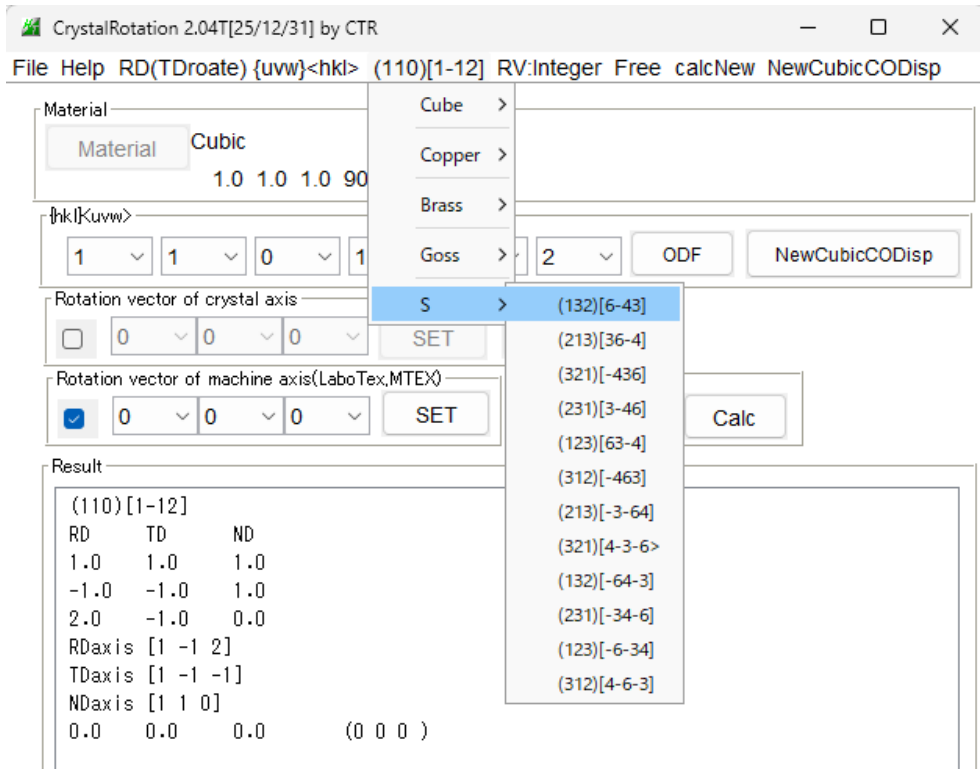 CrystalRotation 2.04T[25/12/31] by CTR
File Help RD(TDroate) {uvw}<hkl> (110)[1-12] RV:Integer Free calcNew NewCubicCODisp
Material
Material Cubic
1.0 1.0 1.0 90
Cube
Copper
Brass
Goss
S
{hkl}<uvw>
1 1 0 1 2 ODF NewCubicCODisp
Rotation vector of crystal axis
0 0 0 SET
Rotation vector of machine axis(LaboTex,MTEX)
0 0 0 SET Calc
(132)[6-43]
(213)[36-4]
(321)[-436]
(231)[3-46]
(123)[63-4]
(312)[-463]
(213)[-3-64]
(321)[4-3-6>
(132)[-64-3]
(231)[-34-6]
(123)[-6-34]
(312)[4-6-3]
Result
(110)[1-12]
RD TD ND
1.0 1.0 1.0
-1.0 -1.0 1.0
2.0 -1.0 0.0
RDaxis [1 -1 2]
TDaxis [1 -1 -1]
NDaxis [1 1 0]
0.0 0.0 0.0 (0 0 0 )